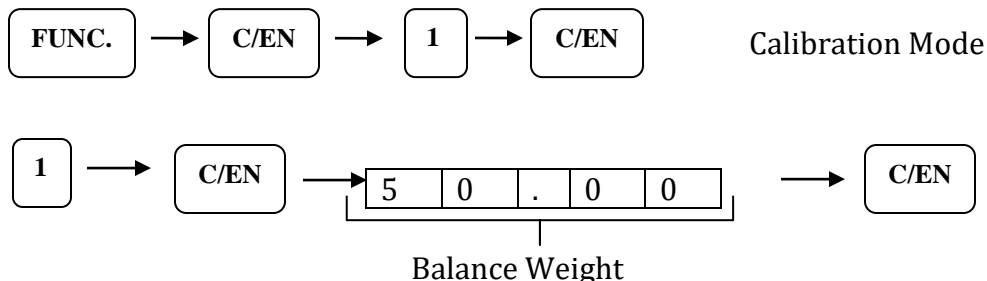 FUNC. C/EN 1 C/EN Calibration Mode
1 C/EN 5 0 . 0 0 C/EN
Balance Weight